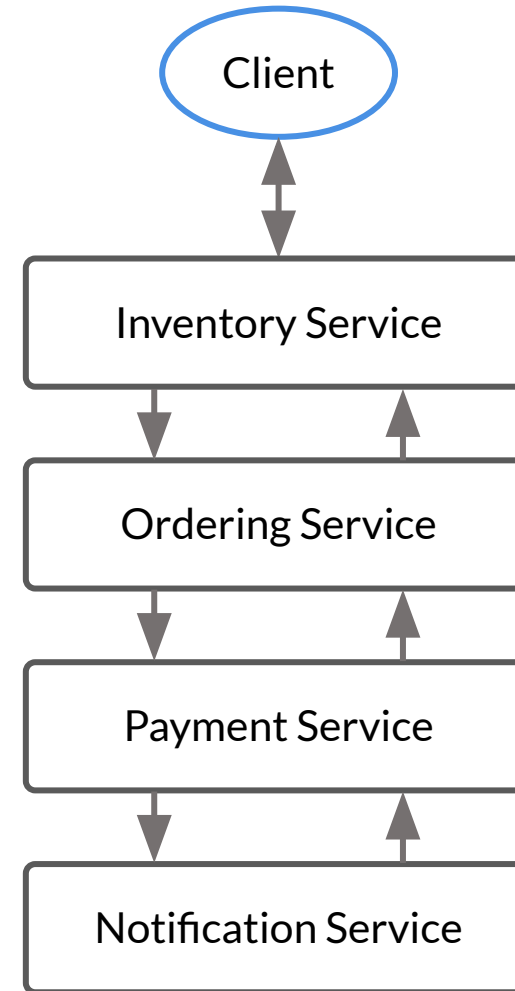 Client
Inventory Service
Ordering Service
Payment Service
Notification Service